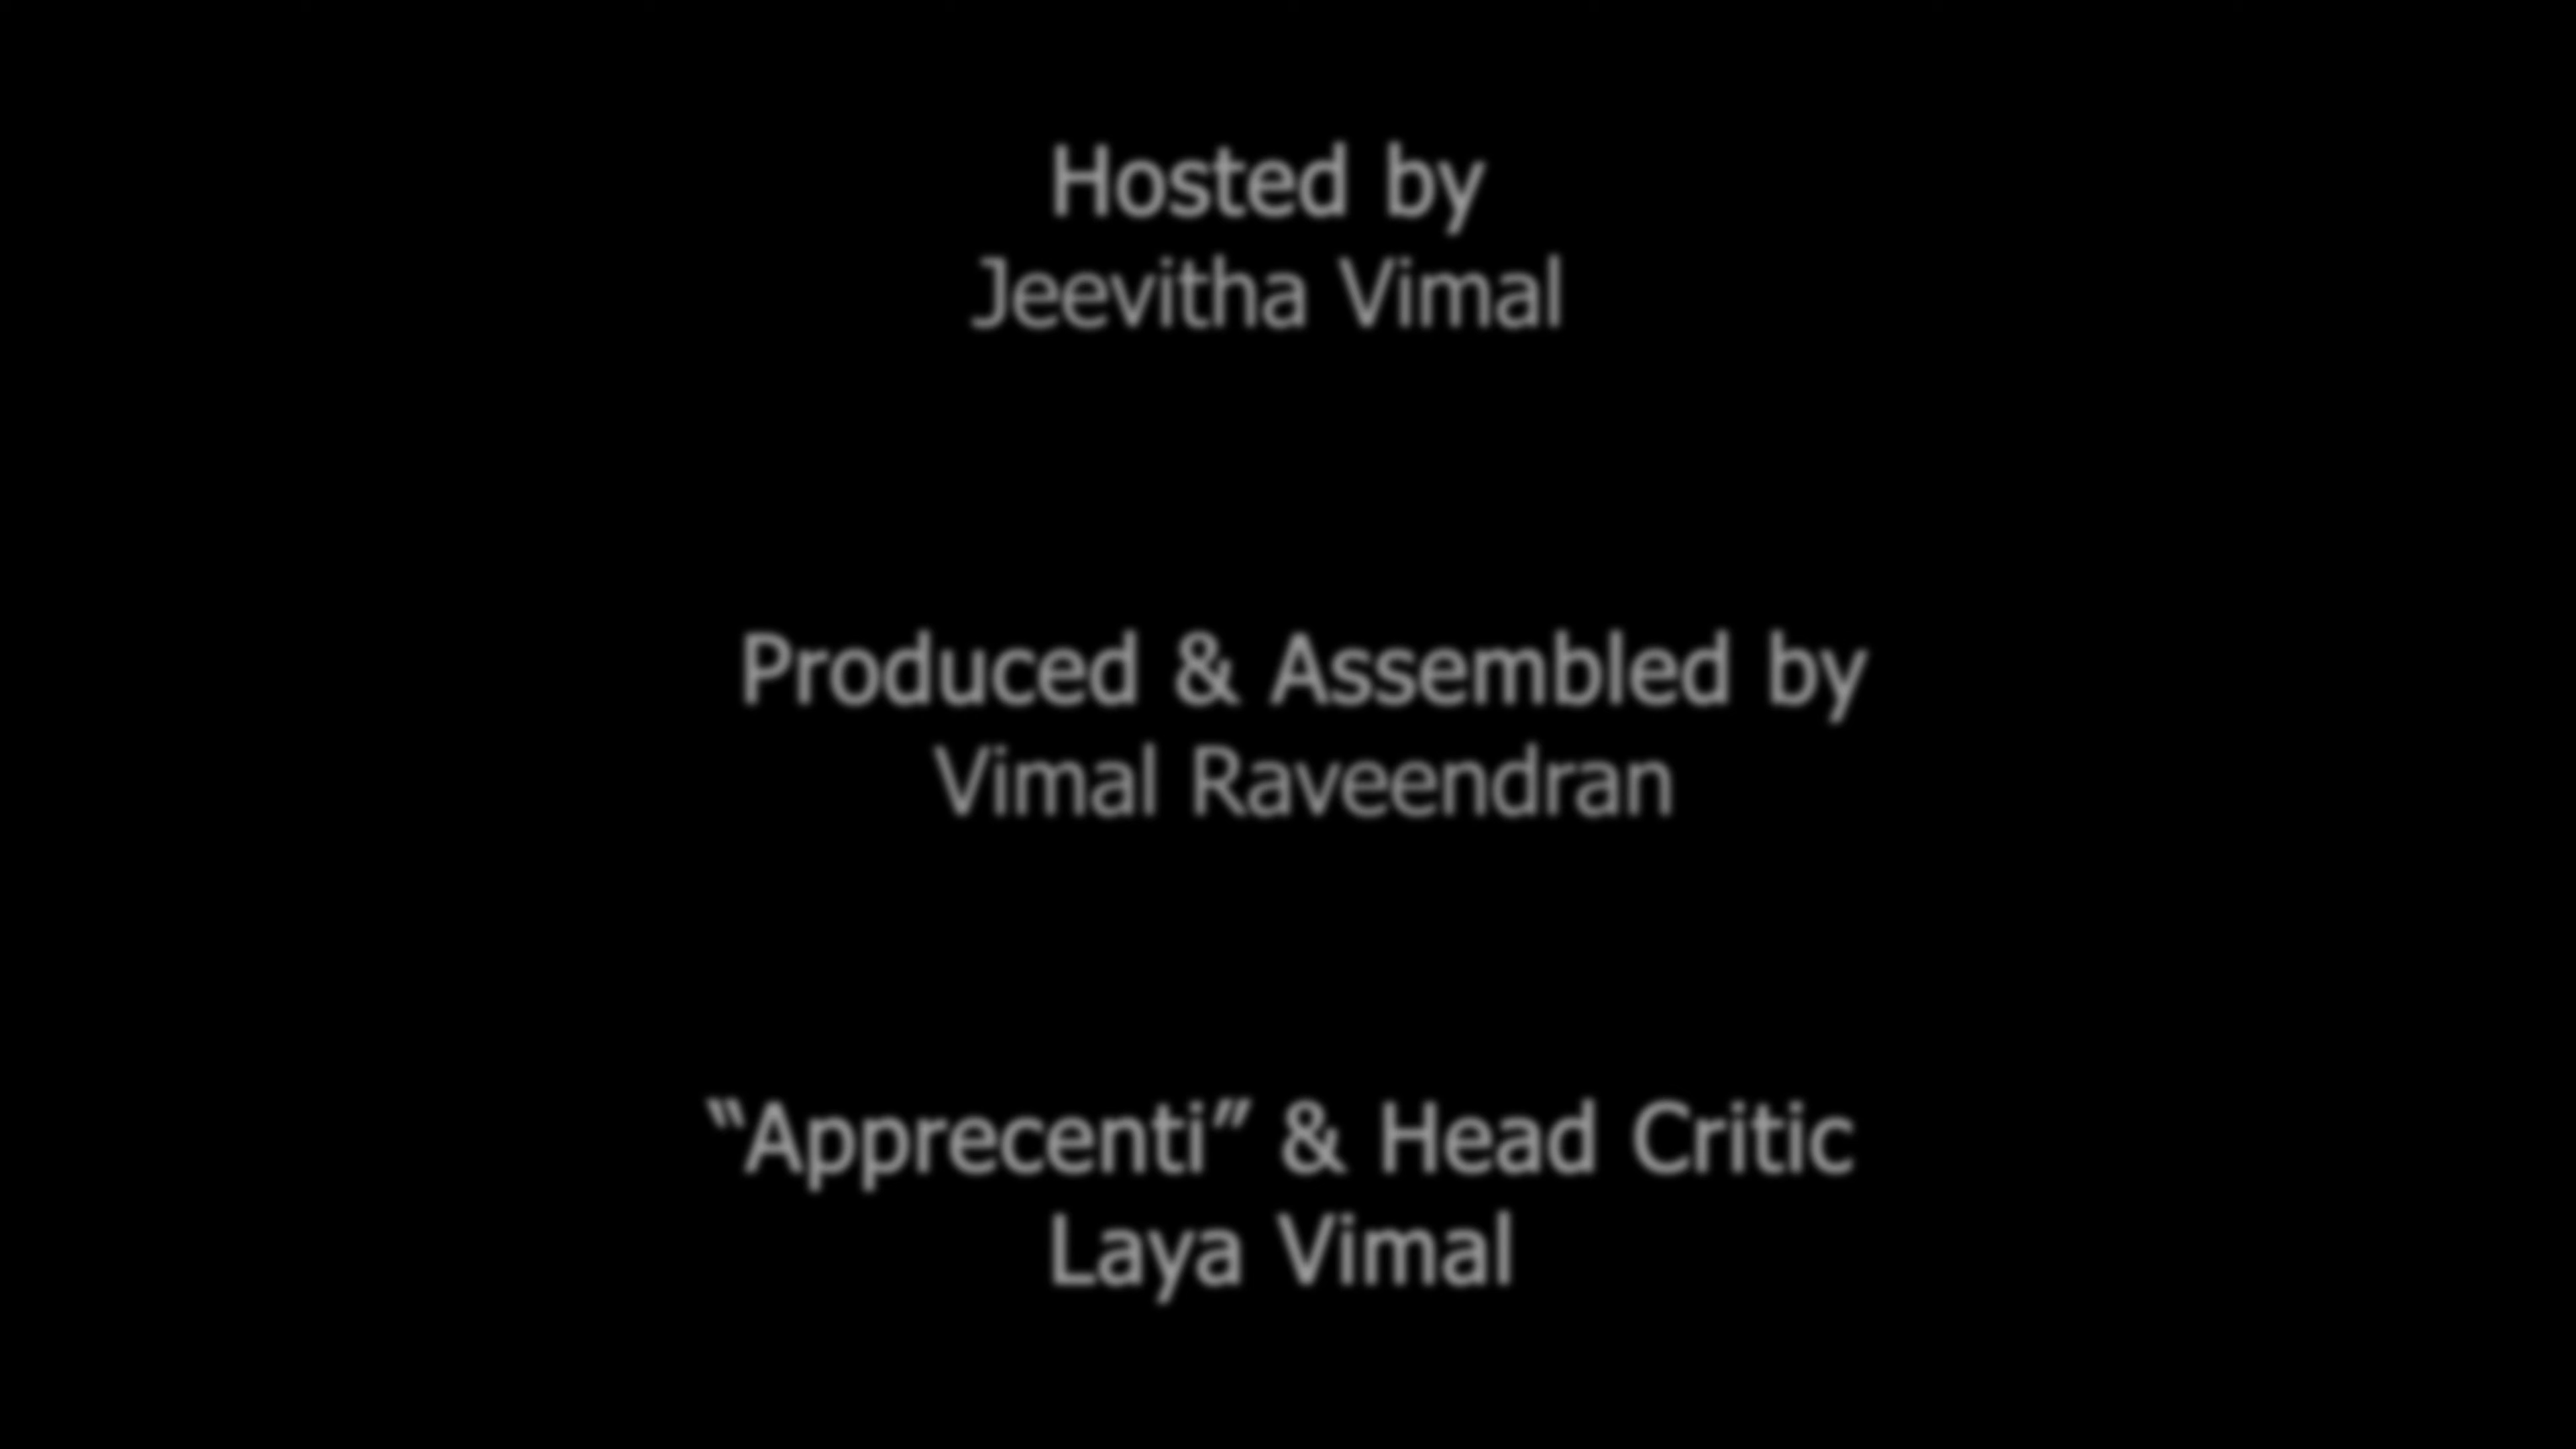 Hosted by
Jeevitha Vimal
Produced & Assembled by
Vimal Raveendran
“Apprecenti” & Head Critic
Laya Vimal